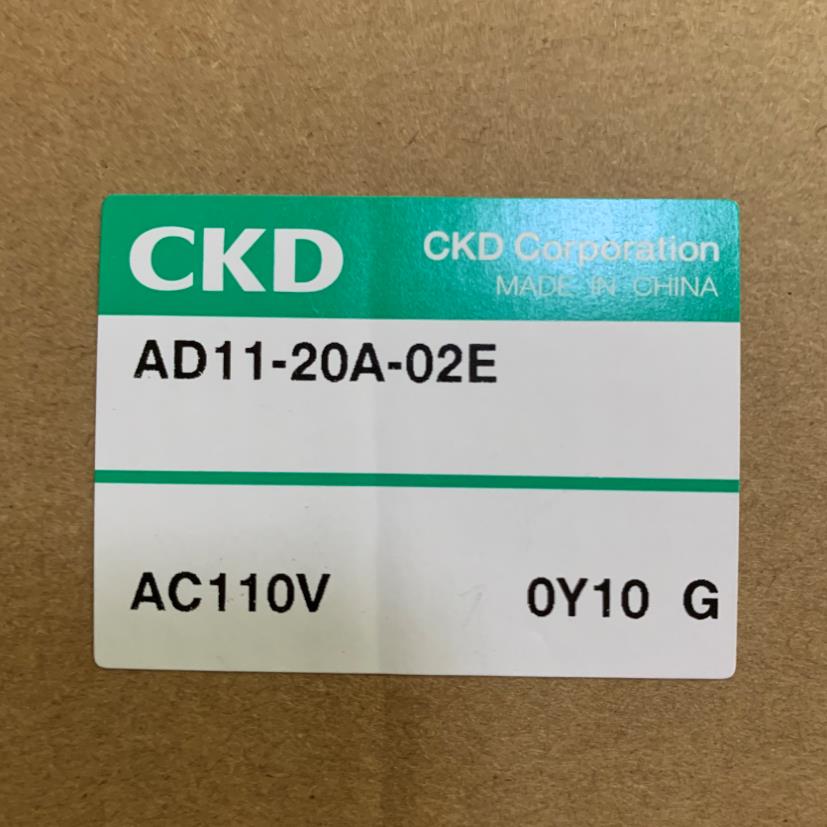 CKD
CKD Corporation
MADE IN CHINA
AD11-20A-02E
AC110V 0Y10 G